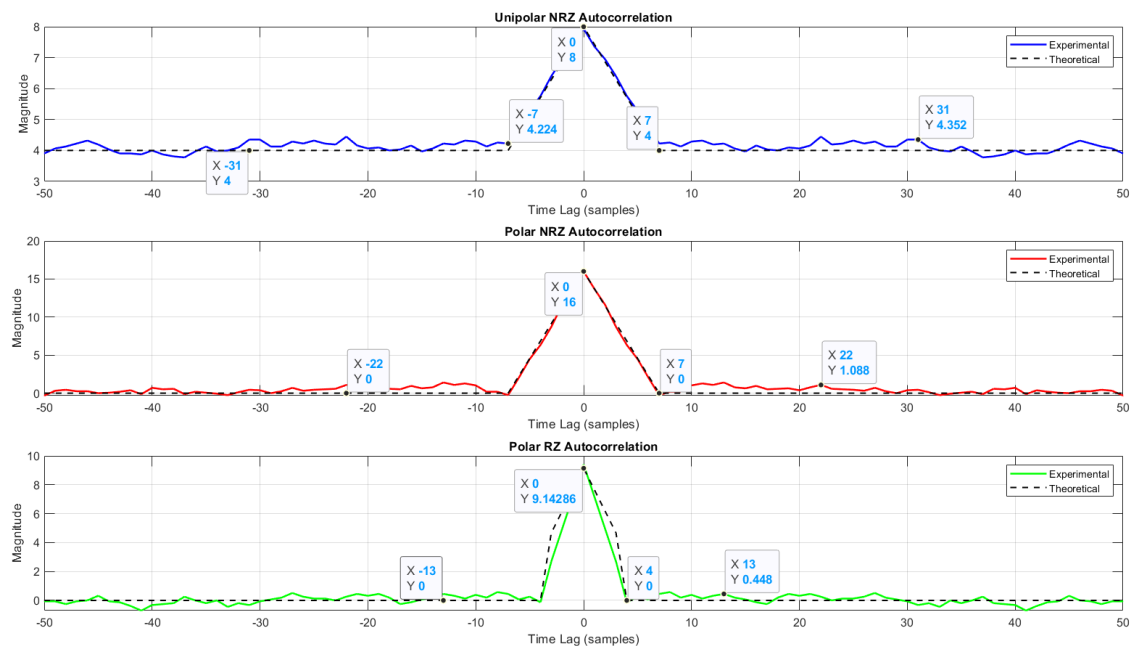 Unipolar NRZ Autocorrelation
Magnitude
8
7
6
5
4
3
X 0
Y 8
X -7
Y 4.224
X 7
Y 4
X 31
Y 4.352
X -31
Y 4
Experimental
Theoretical
-50 -40 -30 -20 -10 0 10 20 30 40 50
Time Lag (samples)
Polar NRZ Autocorrelation
Magnitude
20
15
10
5
0
X 0
Y 16
X -22
Y 0
X 7
Y 0
X 22
Y 1.088
Experimental
Theoretical
-50 -40 -30 -20 -10 0 10 20 30 40 50
Time Lag (samples)
Polar RZ Autocorrelation
Magnitude
10
8
6
4
2
0
X 0
Y 9.14286
X -13
Y 0
X 4
Y 0
X 13
Y 0.448
Experimental
Theoretical
-50 -40 -30 -20 -10 0 10 20 30 40 50
Time Lag (samples)